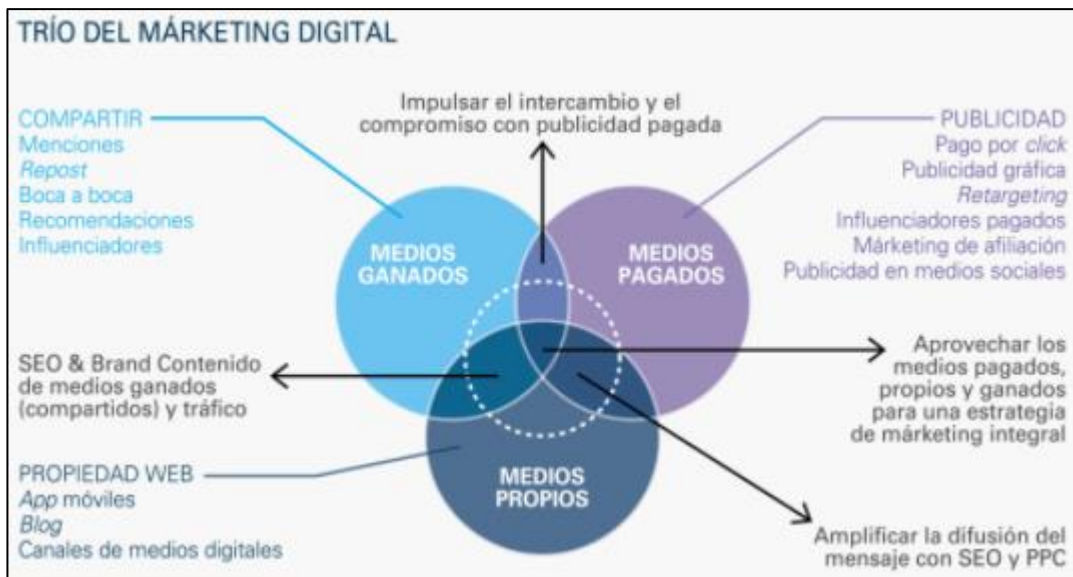 TRÍO DEL MÁRKETING DIGITAL
Impulsar el intercambio y el
compromiso con publicidad pagada
COMPARTIR
Menciones
Repost
Boca a boca
Recomendaciones
Influenciadores
PUBLICIDAD
Pago por click
Publicidad gráfica
Retargeting
Influenciadores pagados
Márketing de afiliación
Publicidad en medios sociales
MEDIOS
GANADOS
MEDIOS
PAGADOS
SEO & Brand Contenido
de medios ganados
(compartidos) y tráfico
Aprovechar los
medios pagados,
propios y ganados
para una estrategia
de márketing integral
PROPIEDAD WEB
App móviles
Blog
Canales de medios digitales
MEDIOS
PROPIOS
Amplificar la difusión del
mensaje con SEO y PPC